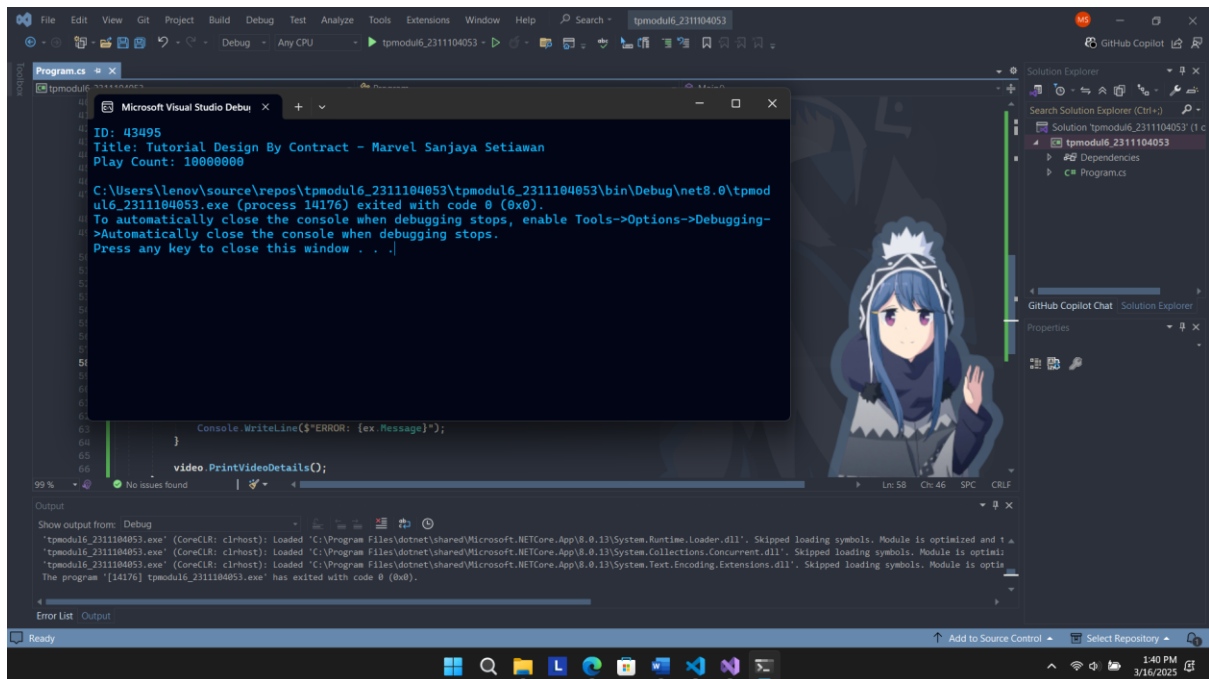 File Edit View Git Project Build Debug Test Analyze Tools Extensions Window Help Search tpmodul6_2311104053 MS
Debug Any CPU tpmodul6_2311104053 GitHub Copilot
Toolbox
Program.cs
Microsoft Visual Studio Debu
ID: 43495
Title: Tutorial Design By Contract - Marvel Sanjaya Setiawan
Play Count: 10000000
C:\Users\lenov\source\repos\tpmodul6_2311104053\tpmodul6_2311104053\bin\Debug\net8.0\tpmod
ul6_2311104053.exe (process 14176) exited with code 0 (0x0).
To automatically close the console when debugging stops, enable Tools->Options->Debugging-
>Automatically close the console when debugging stops.
Press any key to close this window . . .
58
63 Console.WriteLine($"ERROR: {ex.Message}");
64 }
65
66 video.PrintVideoDetails();
99 % No issues found Ln: 58 Ch: 46 SPC CRLF
Solution Explorer
Search Solution Explorer (Ctrl+;)
Solution 'tpmodul6_2311104053' (1 c
tpmodul6_2311104053
Dependencies
C# Program.cs
GitHub Copilot Chat Solution Explorer
Properties
Output
Show output from: Debug
'tpmodul6_2311104053.exe' (CoreCLR: clrhost): Loaded 'C:\Program Files\dotnet\shared\Microsoft.NETCore.App\8.0.13\System.Runtime.Loader.dll'. Skipped loading symbols. Module is optimized and t
'tpmodul6_2311104053.exe' (CoreCLR: clrhost): Loaded 'C:\Program Files\dotnet\shared\Microsoft.NETCore.App\8.0.13\System.Collections.Concurrent.dll'. Skipped loading symbols. Module is optimi
'tpmodul6_2311104053.exe' (CoreCLR: clrhost): Loaded 'C:\Program Files\dotnet\shared\Microsoft.NETCore.App\8.0.13\System.Text.Encoding.Extensions.dll'. Skipped loading symbols. Module is optim
The program '[14176] tpmodul6_2311104053.exe' has exited with code 0 (0x0).
Error List Output
Ready Add to Source Control Select Repository
1:40 PM
3/16/2025